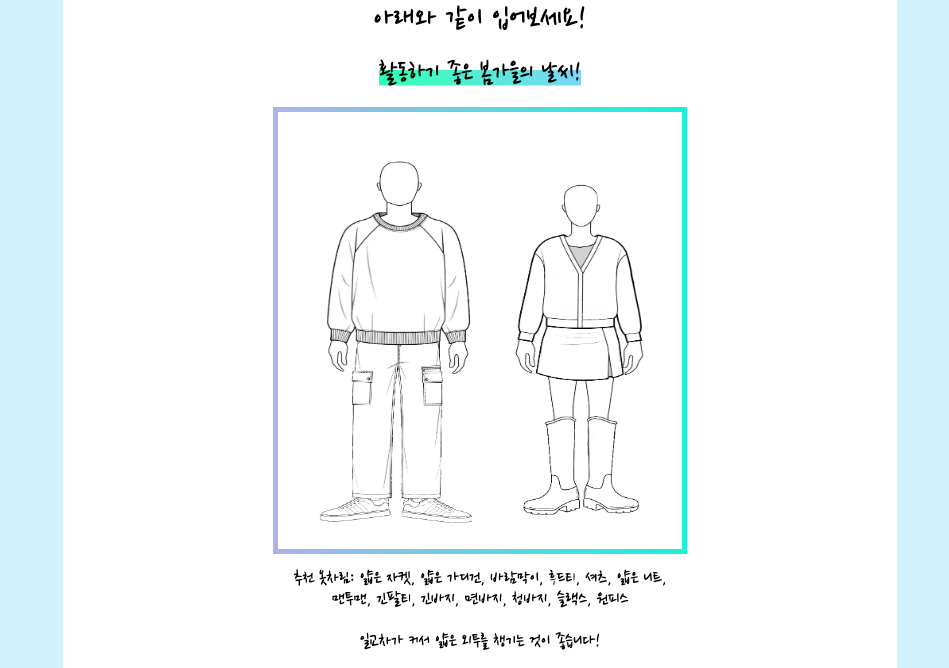 아래와 같이 입어보세요!
활동하기 좋은 봄가을의 날씨!
추천 옷차림: 얇은 자켓, 얇은 가디건, 바람막이, 후드티, 셔츠, 얇은 니트,
맨투맨, 긴팔티, 긴바지, 면바지, 청바지, 슬랙스, 원피스
일교차가 커서 얇은 외투를 챙기는 것이 좋습니다!